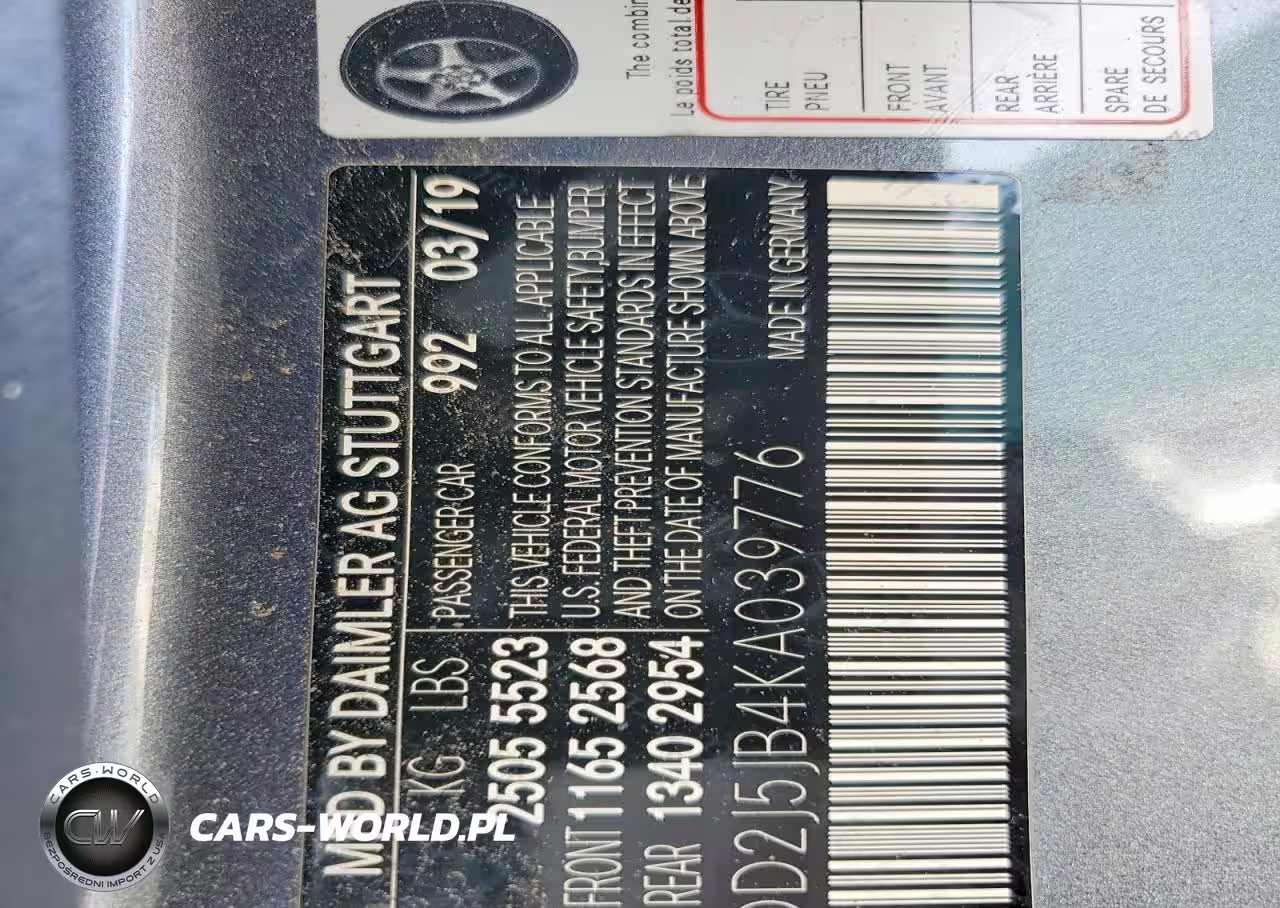 The combin
Le poids total de
TIRE
PNEU
FRONT
AVANT
REAR
ARRIÈRE
SPARE
DE SECOURS
MFD BY DAIMLER AG STUTTGART
KG LBS PASSENGER CAR 992 03/19
2505 5523 THIS VEHICLE CONFORMS TO ALL APPLICABLE
FRONT 1165 2568 U.S. FEDERAL MOTOR VEHICLE SAFETY, BUMPER
AND THEFT PREVENTION STANDARDS IN EFFECT
REAR 1340 2954 ON THE DATE OF MANUFACTURE SHOWN ABOVE
DD2J5JB4KA039776 MADE IN GERMANY
CARS-WORLD
CW
BEZPOŚREDNI IMPORT Z USA
CARS-WORLD.PL